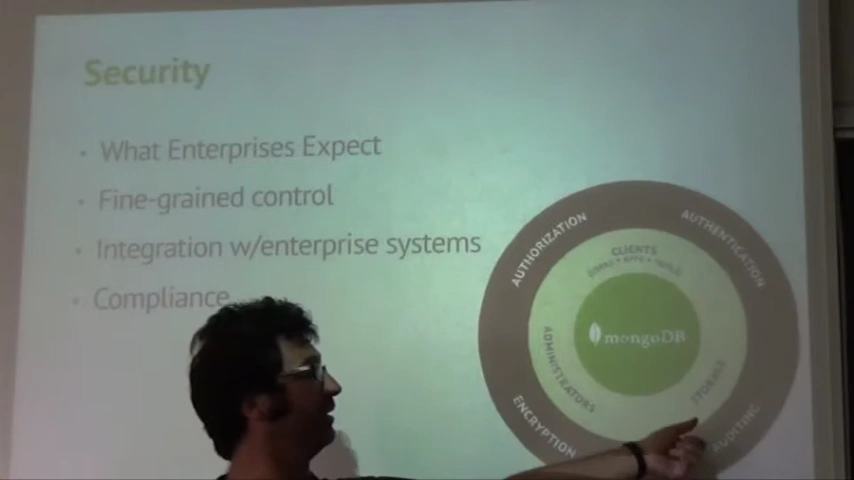 Security
• What Enterprises Expect
• Fine-grained control
• Integration w/enterprise systems
• Compliance
AUTHORIZATION
AUTHENTICATION
CLIENTS
mongoDB
ADMINISTRATORS
STORAGE
ENCRYPTION
AUDITING